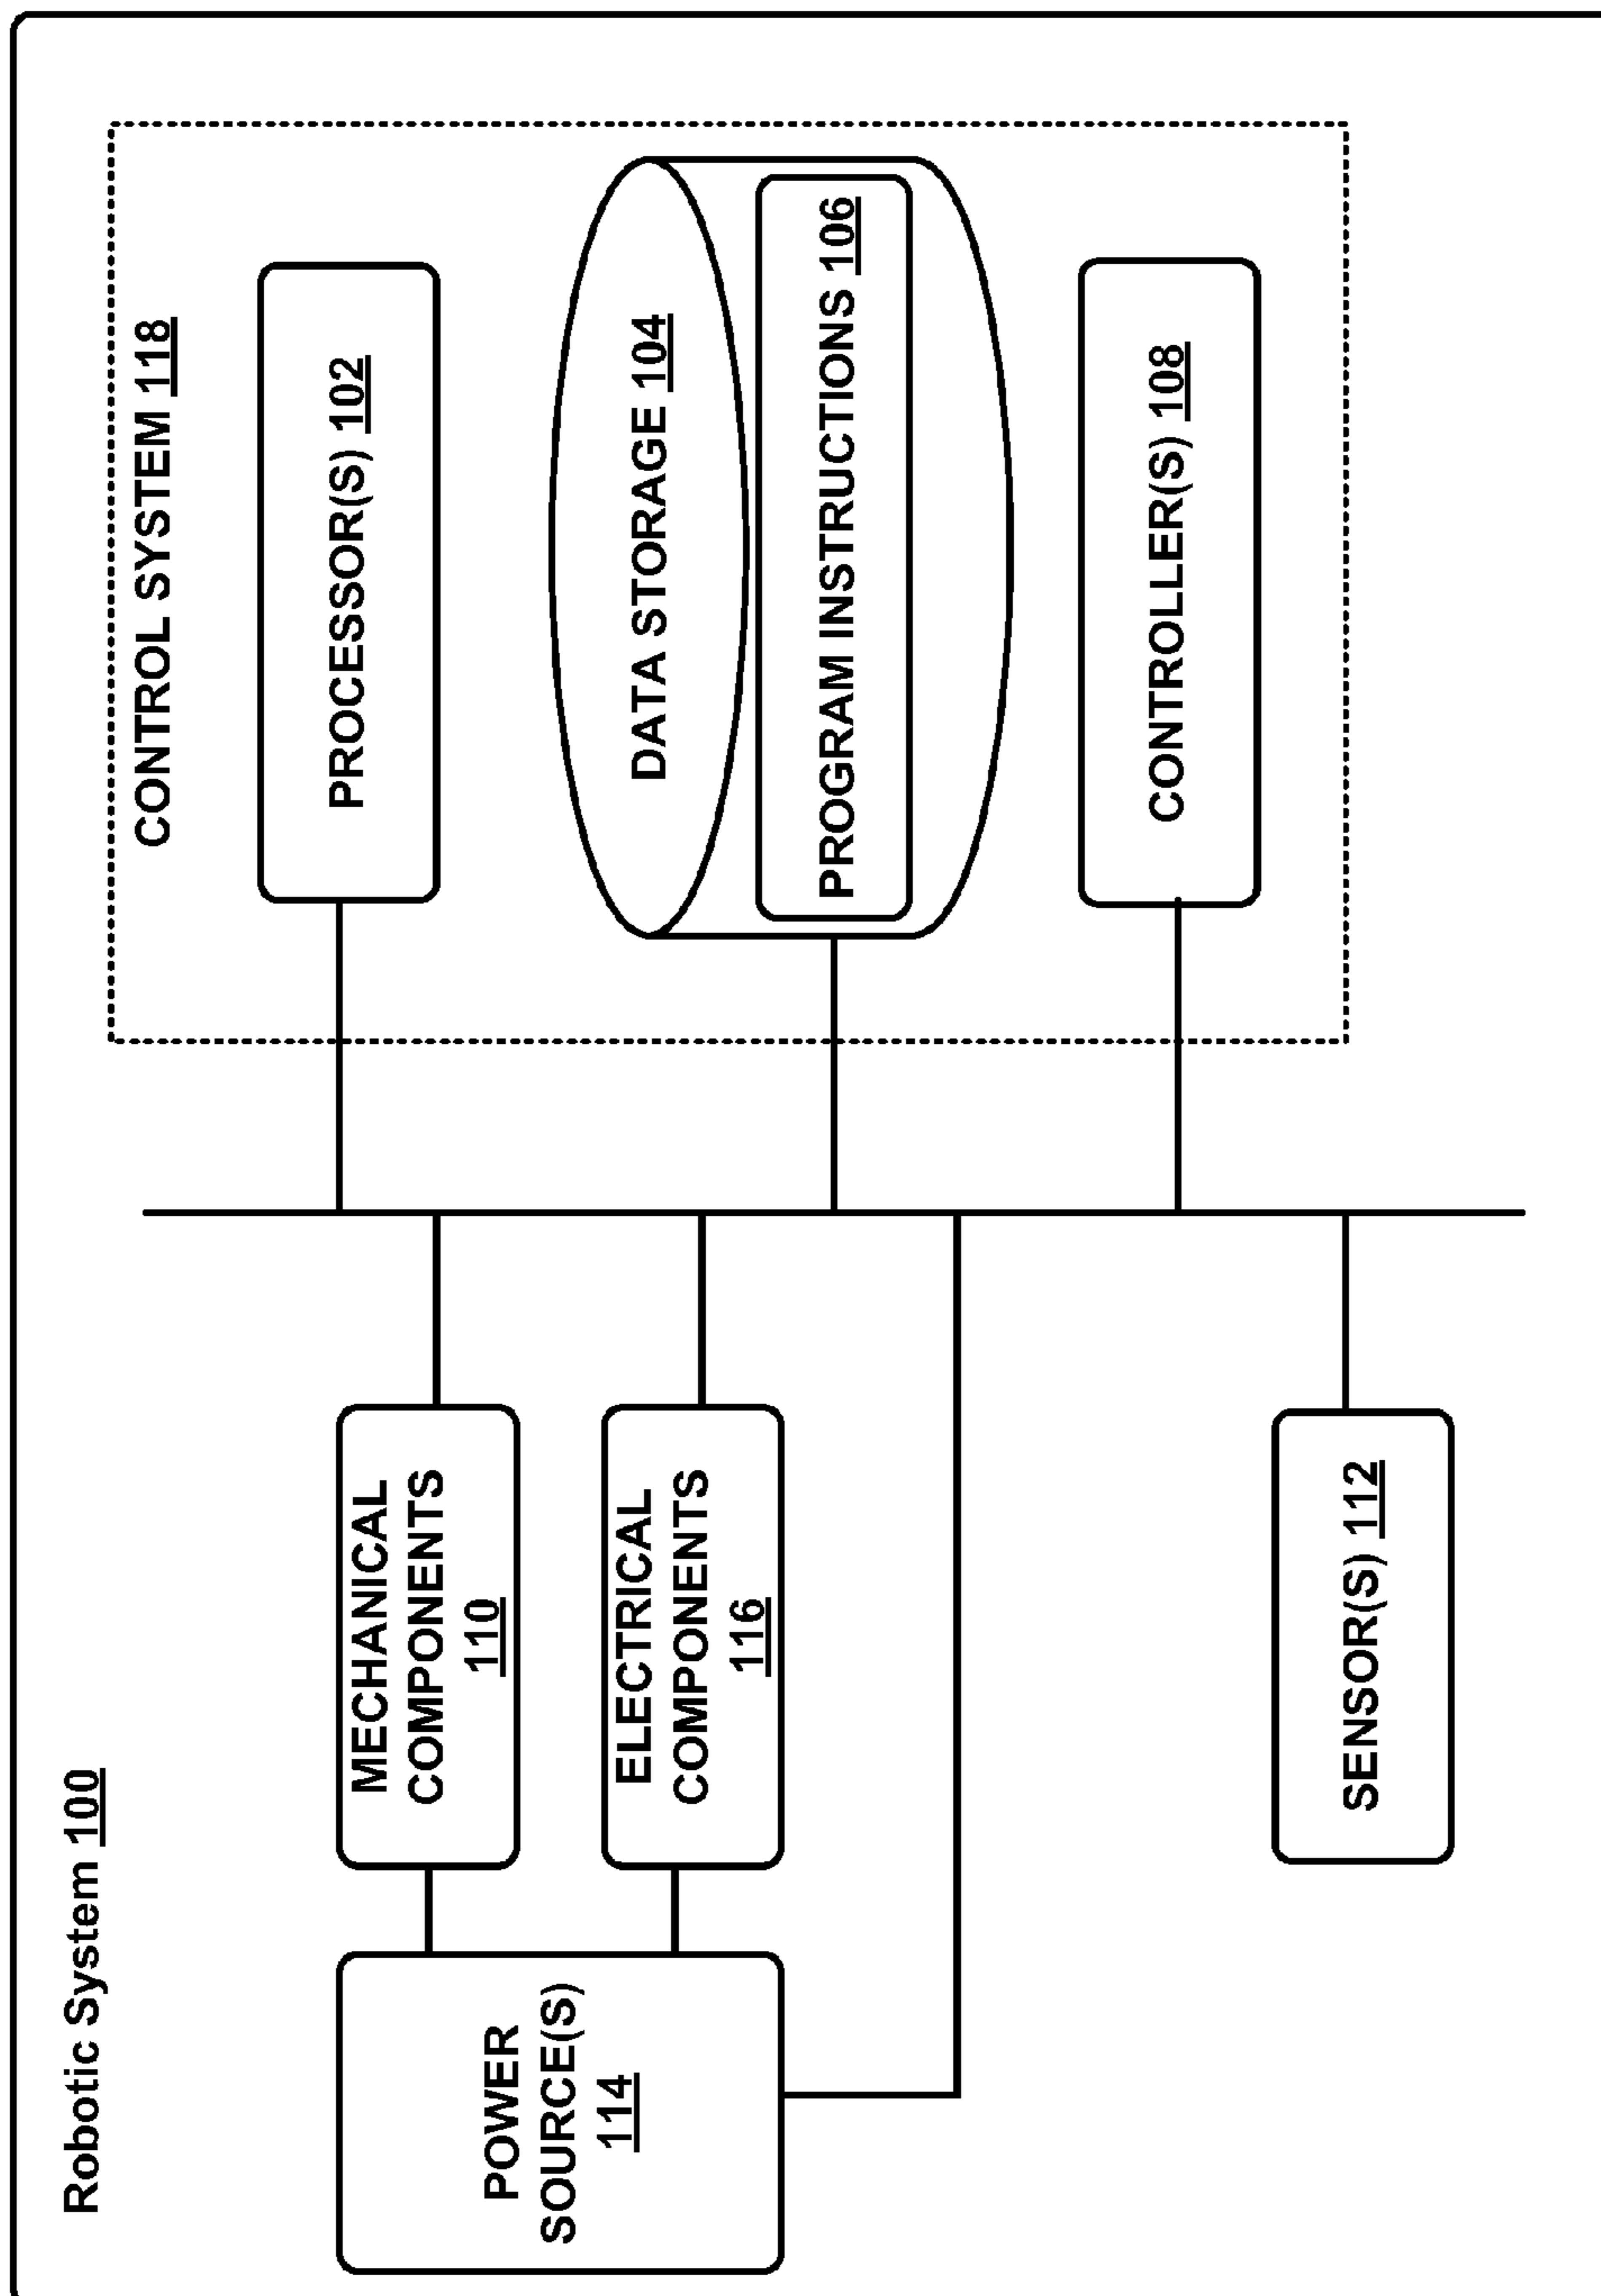 Robotic System 100
CONTROL SYSTEM 118
PROCESSOR(S) 102
DATA STORAGE 104
PROGRAM INSTRUCTIONS 106
CONTROLLER(S) 108
MECHANICAL
COMPONENTS
110
ELECTRICAL
COMPONENTS
116
POWER
SOURCE(S)
114
SENSOR(S) 112